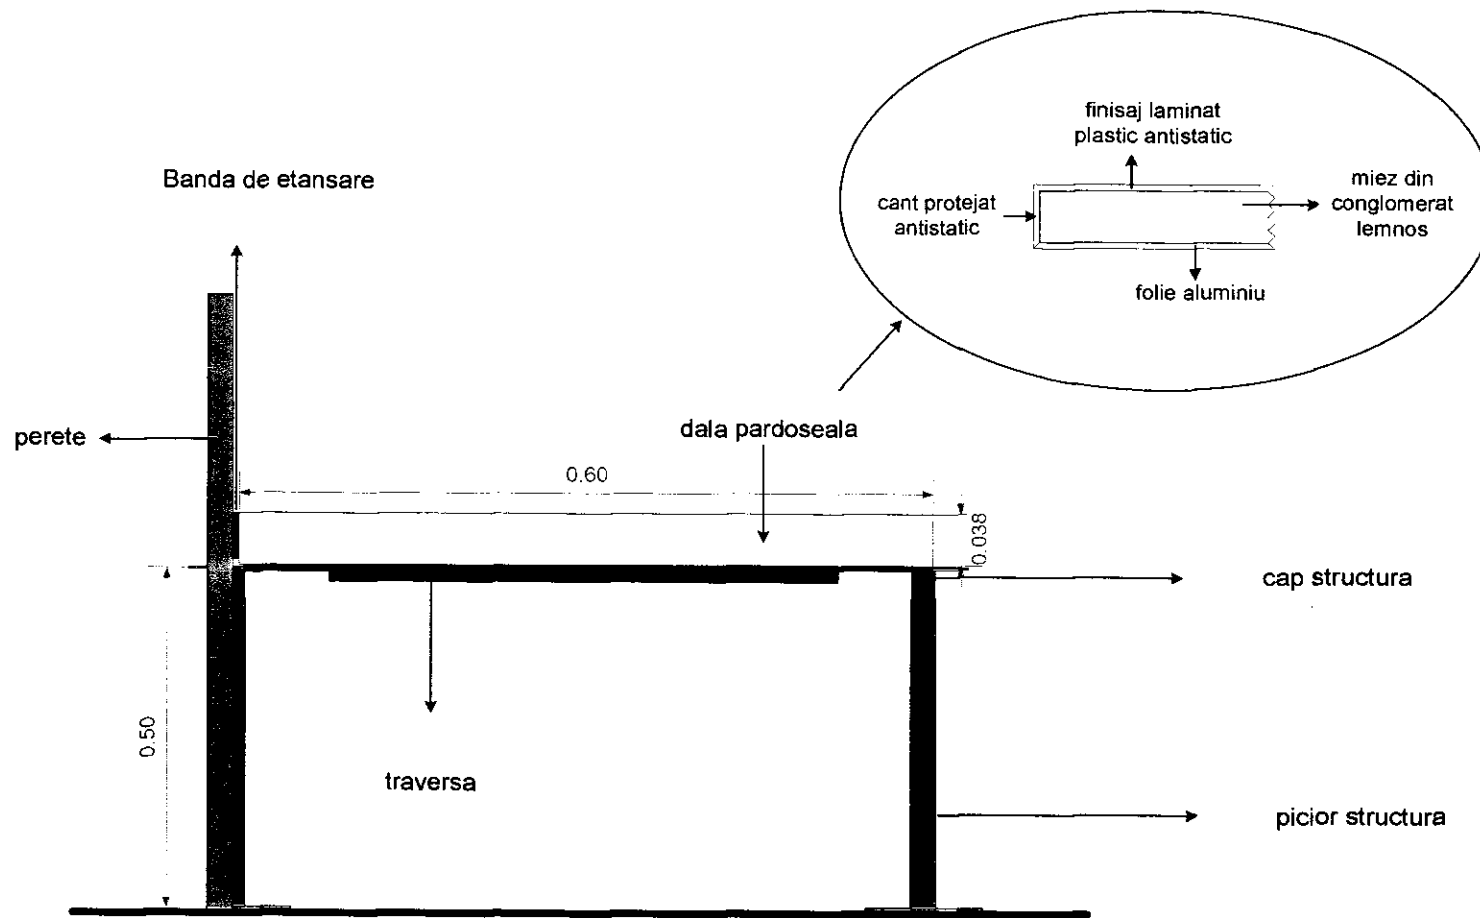 finisaj laminat
plastic antistatic
Banda de etansare
cant protejat
antistatic
miez din
conglomerat
lemnos
folie aluminiu
perete
dala pardoseala
0.60
0.038
cap structura
0.50
traversa
picior structura